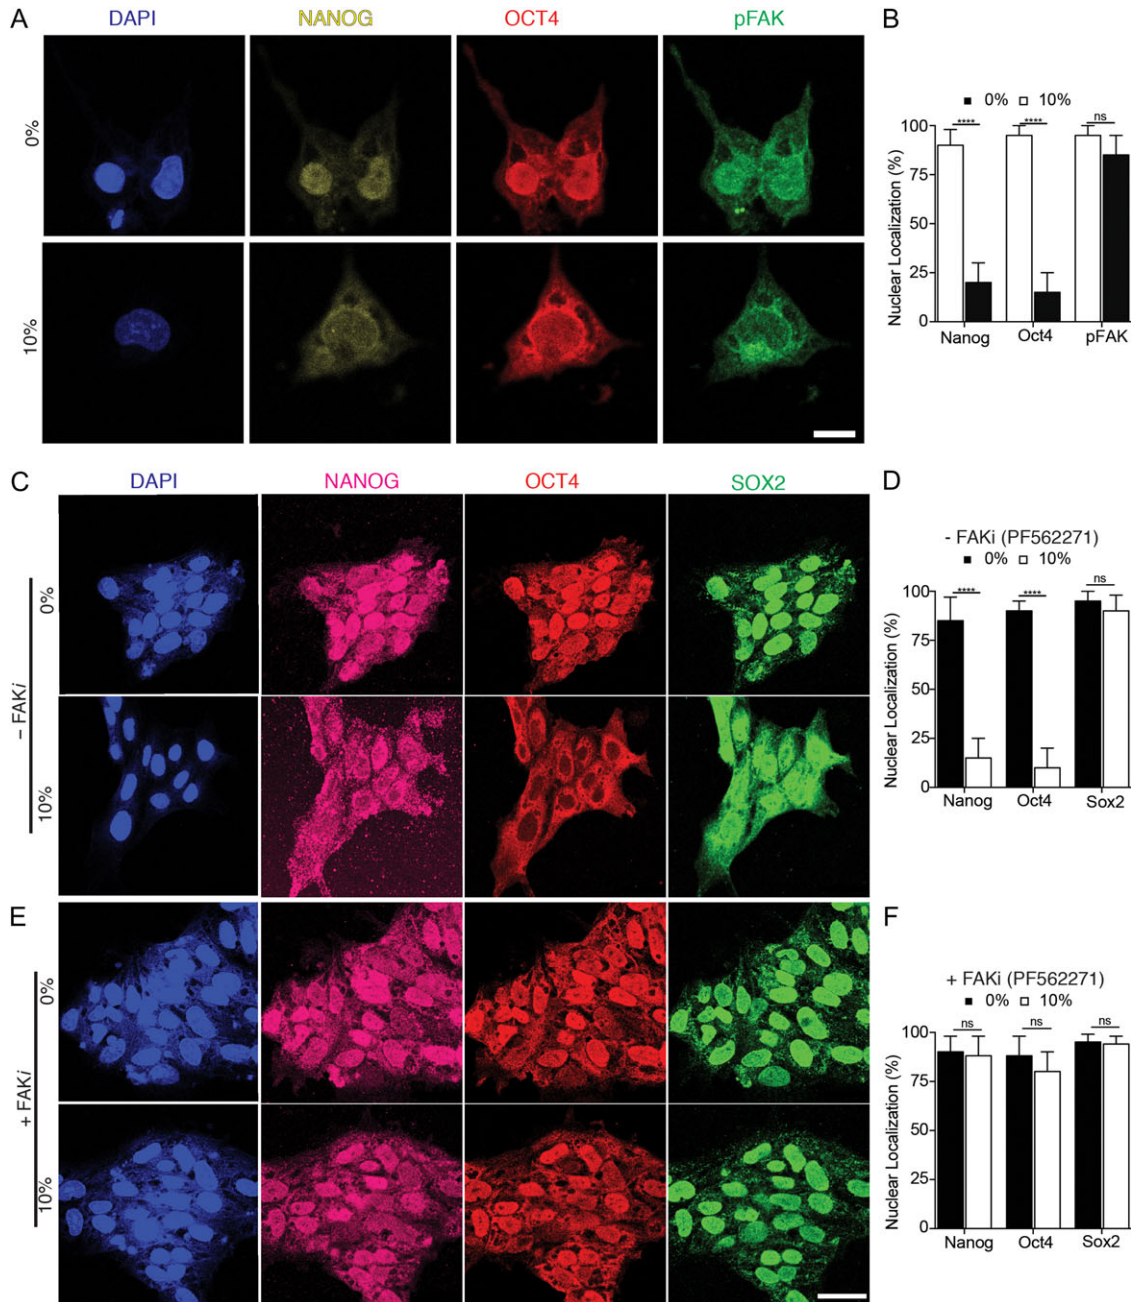 A
DAPI
NANOG
OCT4
pFAK
0%
10%
B
■ 0% □ 10%
**** **** ns
100
75
50
25
0
Nuclear Localization (%)
Nanog Oct4 pFAK
C
DAPI
NANOG
OCT4
SOX2
– FAKi
0%
10%
D
- FAKi (PF562271)
■ 0% □ 10%
**** **** ns
100
75
50
25
0
Nuclear Localization (%)
Nanog Oct4 Sox2
E
+ FAKi
0%
10%
F
+ FAKi (PF562271)
■ 0% □ 10%
ns ns ns
100
75
50
25
0
Nuclear Localization (%)
Nanog Oct4 Sox2